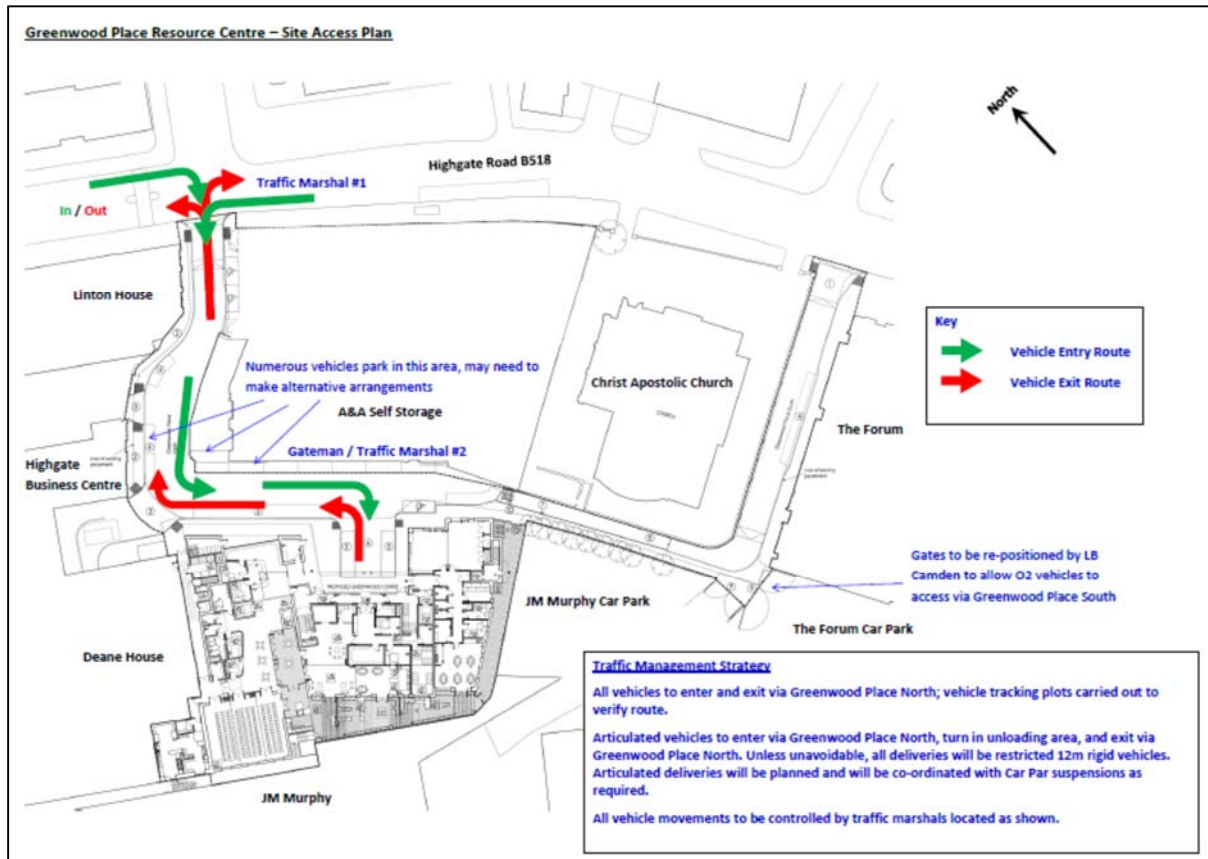 Greenwood Place Resource Centre – Site Access Plan
North
Highgate Road B518
Traffic Marshal #1
In / Out
Linton House
Key
Vehicle Entry Route
Vehicle Exit Route
Numerous vehicles park in this area, may need to
make alternative arrangements
A&A Self Storage
Christ Apostolic Church
CHURCH
The Forum
Gateman / Traffic Marshal #2
Highgate
Business Centre
Gates to be re-positioned by LB
Camden to allow O2 vehicles to
access via Greenwood Place South
JM Murphy Car Park
The Forum Car Park
Deane House
JM Murphy
Traffic Management Strategy
All vehicles to enter and exit via Greenwood Place North; vehicle tracking plots carried out to
verify route.
Articulated vehicles to enter via Greenwood Place North, turn in unloading area, and exit via
Greenwood Place North. Unless unavoidable, all deliveries will be restricted 12m rigid vehicles.
Articulated deliveries will be planned and will be co-ordinated with Car Par suspensions as
required.
All vehicle movements to be controlled by traffic marshals located as shown.